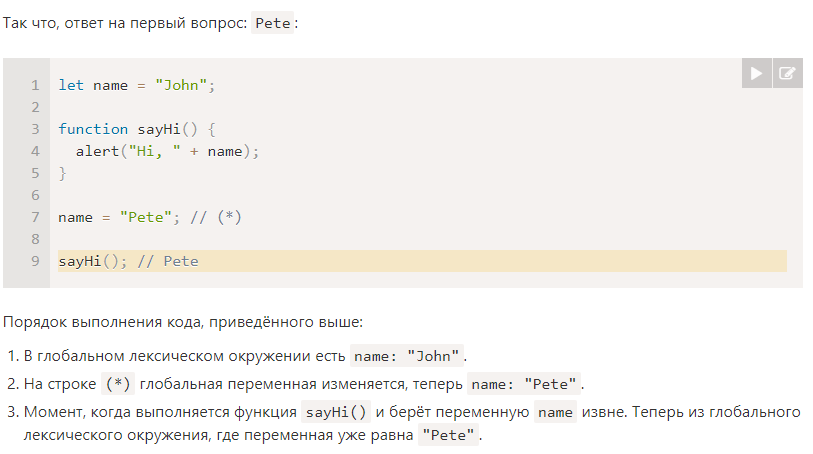 Так что, ответ на первый вопрос: Pete:
1 let name = "John";
2
3 function sayHi() {
4   alert("Hi, " + name);
5 }
6
7 name = "Pete"; // (*)
8
9 sayHi(); // Pete
Порядок выполнения кода, приведённого выше:
1. В глобальном лексическом окружении есть name: "John".
2. На строке (*) глобальная переменная изменяется, теперь name: "Pete".
3. Момент, когда выполняется функция sayHi() и берёт переменную name извне. Теперь из глобального
лексического окружения, где переменная уже равна "Pete".